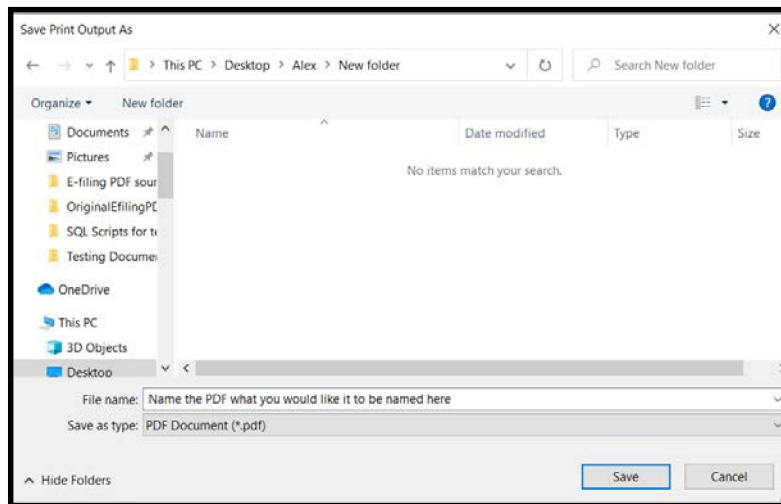 Save Print Output As
This PC > Desktop > Alex > New folder
Search New folder
Organize
New folder
Name
Date modified
Type
Size
No items match your search.
Documents
Pictures
E-filing PDF sour
OriginalEfilingPD
SQL Scripts for te
Testing Documen
OneDrive
This PC
3D Objects
Desktop
File name: Name the PDF what you would like it to be named here
Save as type: PDF Document (*.pdf)
Hide Folders
Save
Cancel